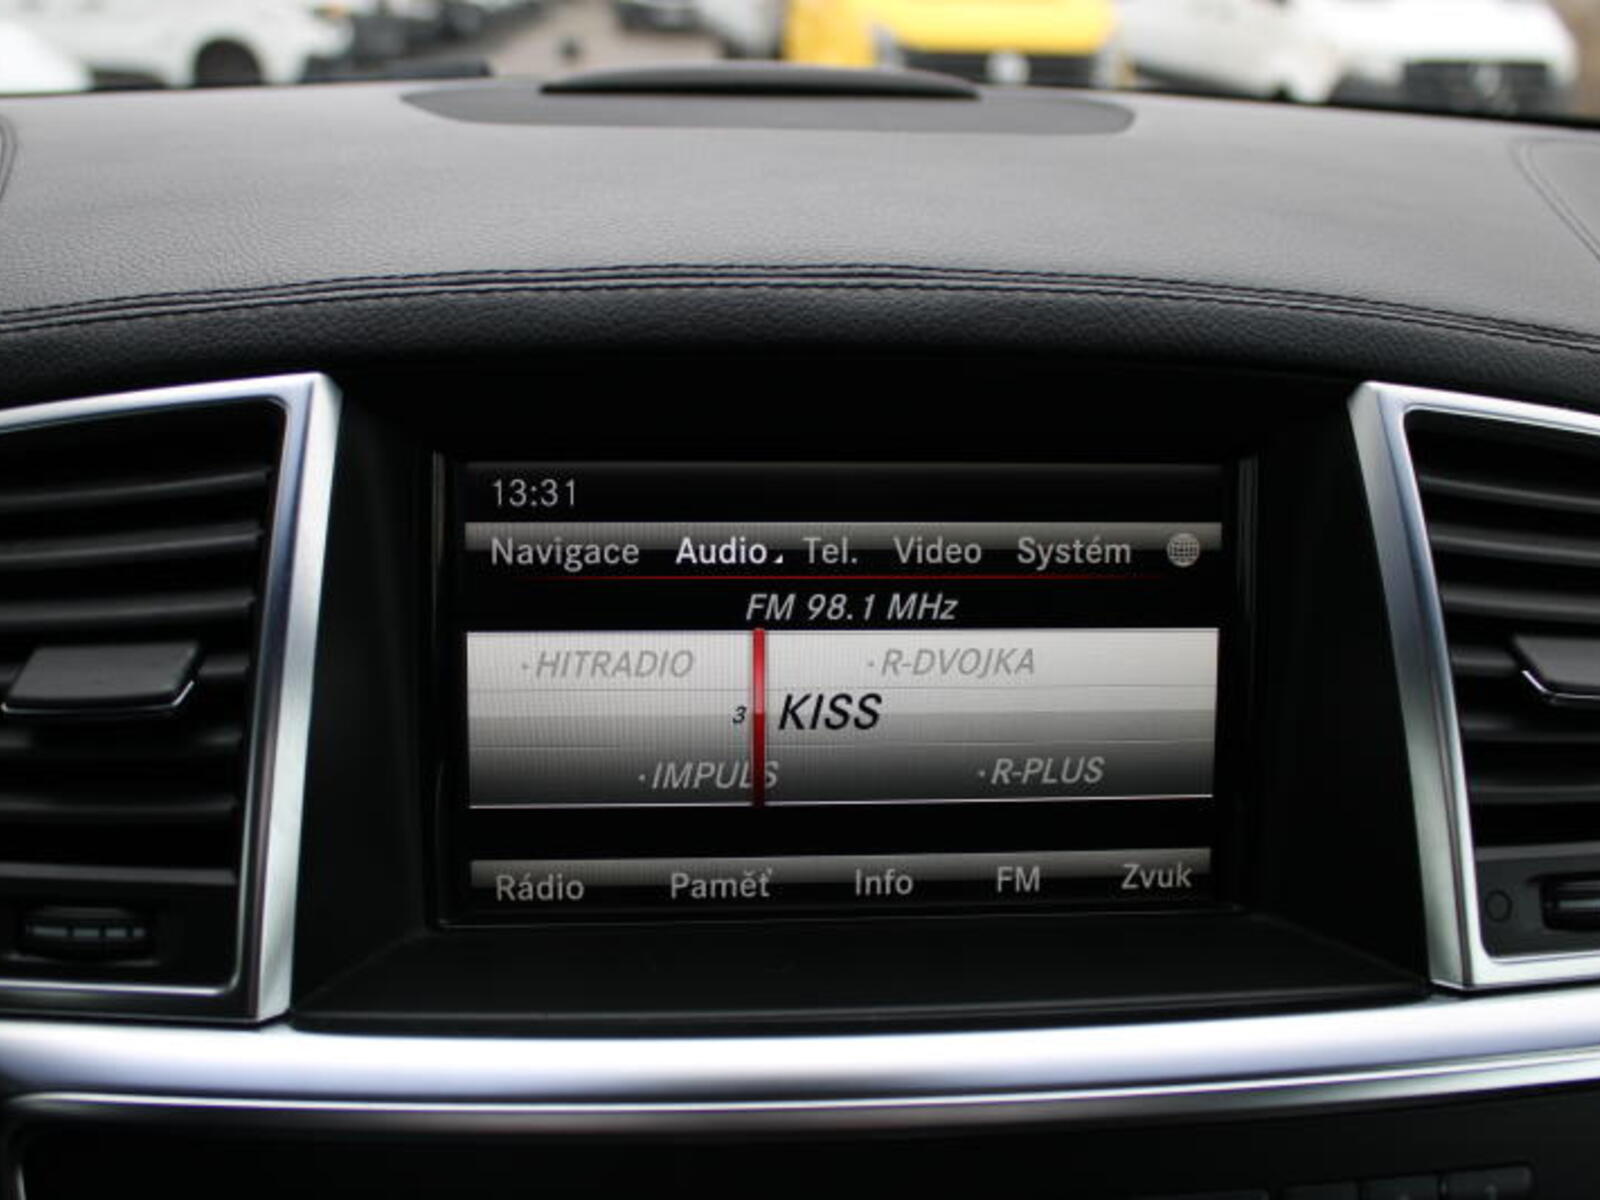 13:31
Navigace Audio Tel. Video Systém
FM 98.1 MHz
·HITRADIO ·R-DVOJKA
3 KISS
·IMPULS ·R-PLUS
Rádio Paměť Info FM Zvuk